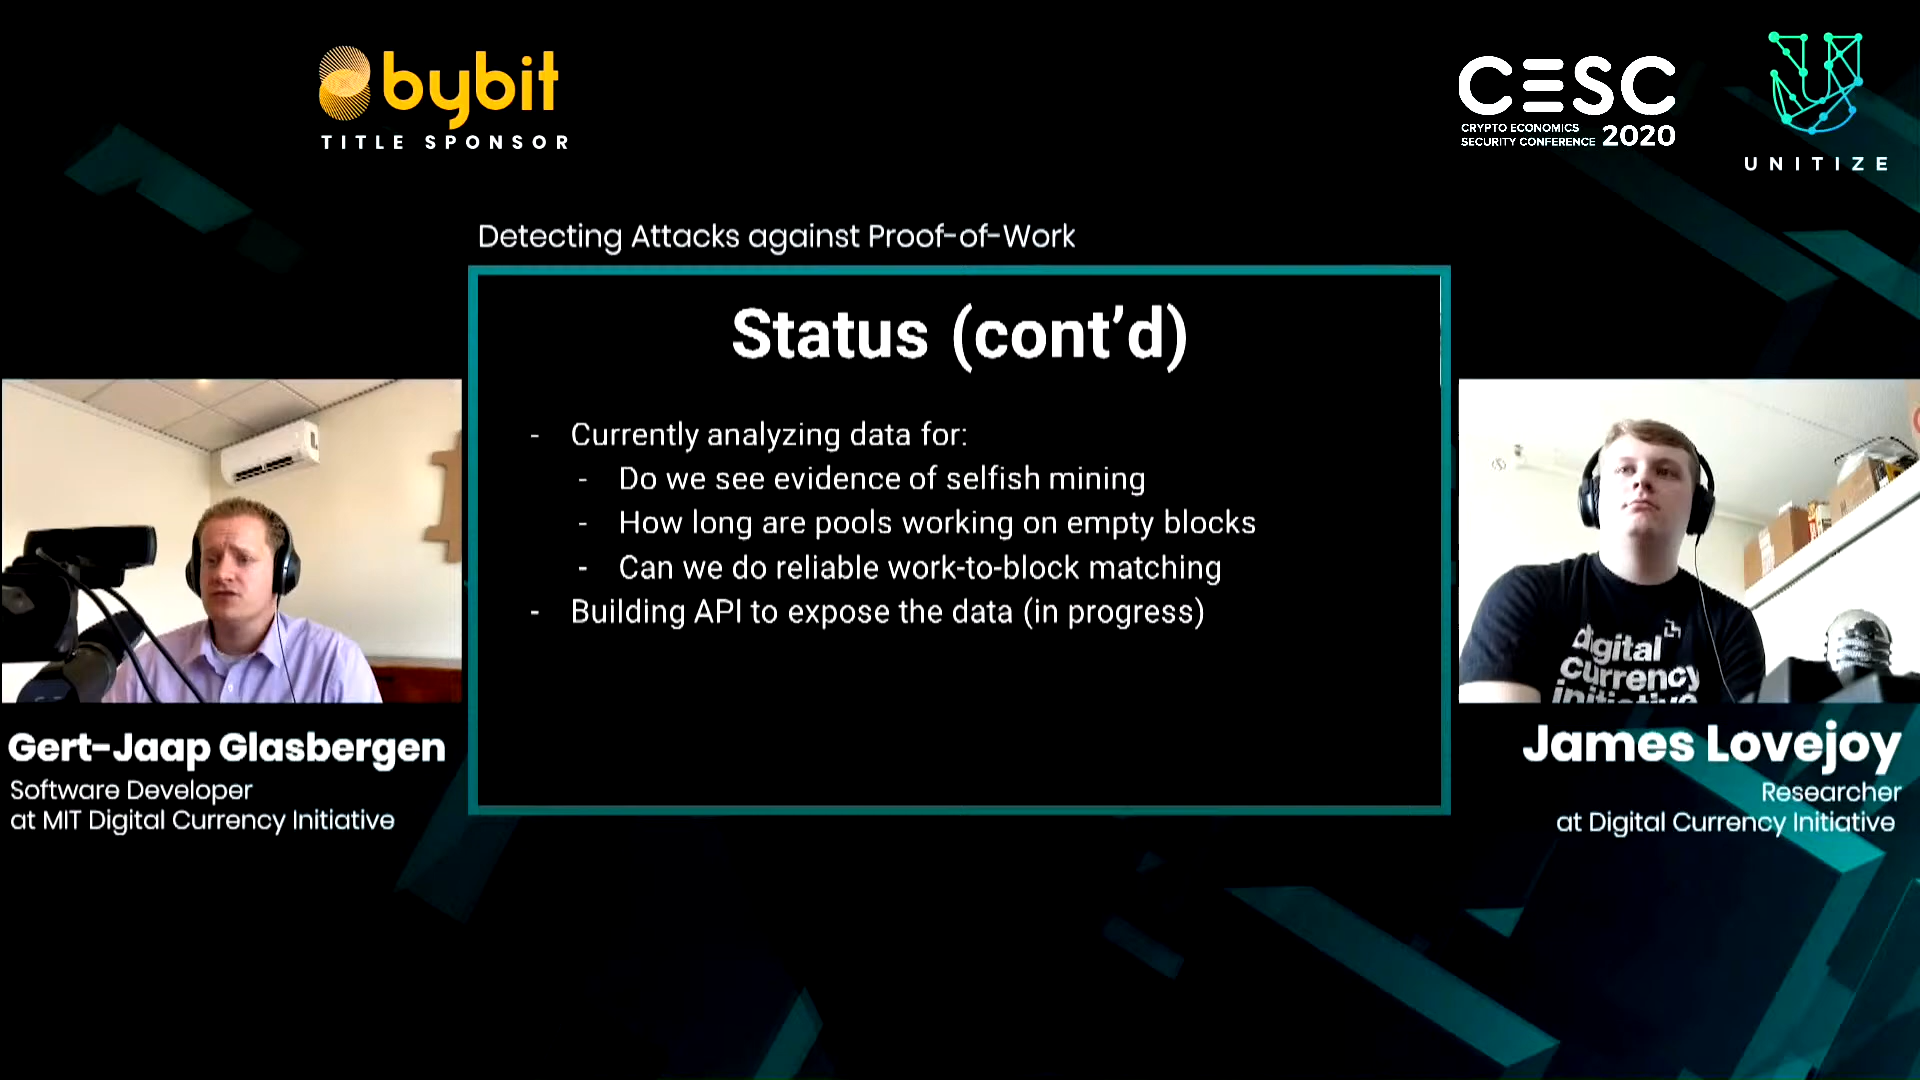 bybit
TITLE SPONSOR
CESC
CRYPTO ECONOMICS
SECURITY CONFERENCE 2020
UNITIZE
Detecting Attacks against Proof-of-Work
Status (cont'd)
- Currently analyzing data for:
- Do we see evidence of selfish mining
- How long are pools working on empty blocks
- Can we do reliable work-to-block matching
- Building API to expose the data (in progress)
digital
currency
initiative
Gert-Jaap Glasbergen
Software Developer
at MIT Digital Currency Initiative
James Lovejoy
Researcher
at Digital Currency Initiative